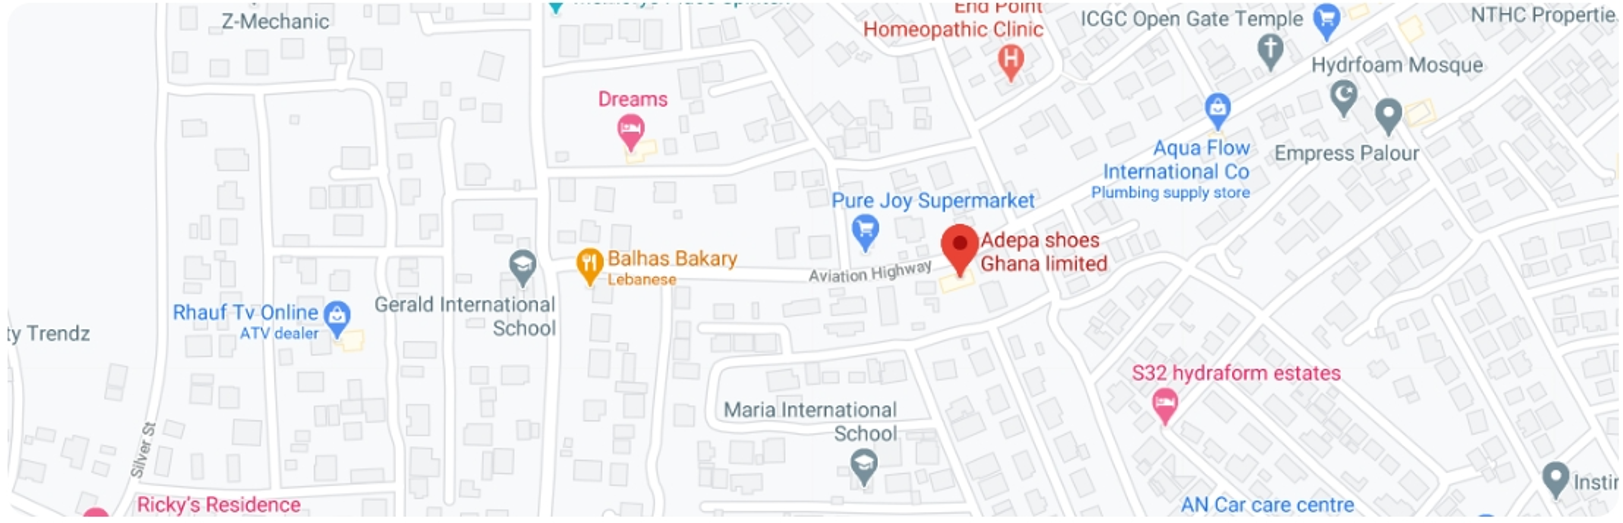 Z-Mechanic
End Point
Homeopathic Clinic
ICGC Open Gate Temple
NTHC Propertie
Hydrfoam Mosque
Dreams
Aqua Flow
International Co
Plumbing supply store
Empress Palour
Pure Joy Supermarket
Adepa shoes
Ghana limited
Balhas Bakary
Lebanese
Aviation Highway
Gerald International
School
Rhauf Tv Online
ATV dealer
ty Trendz
S32 hydraform estates
Maria International
School
Silver St
Ricky's Residence
AN Car care centre
Instir